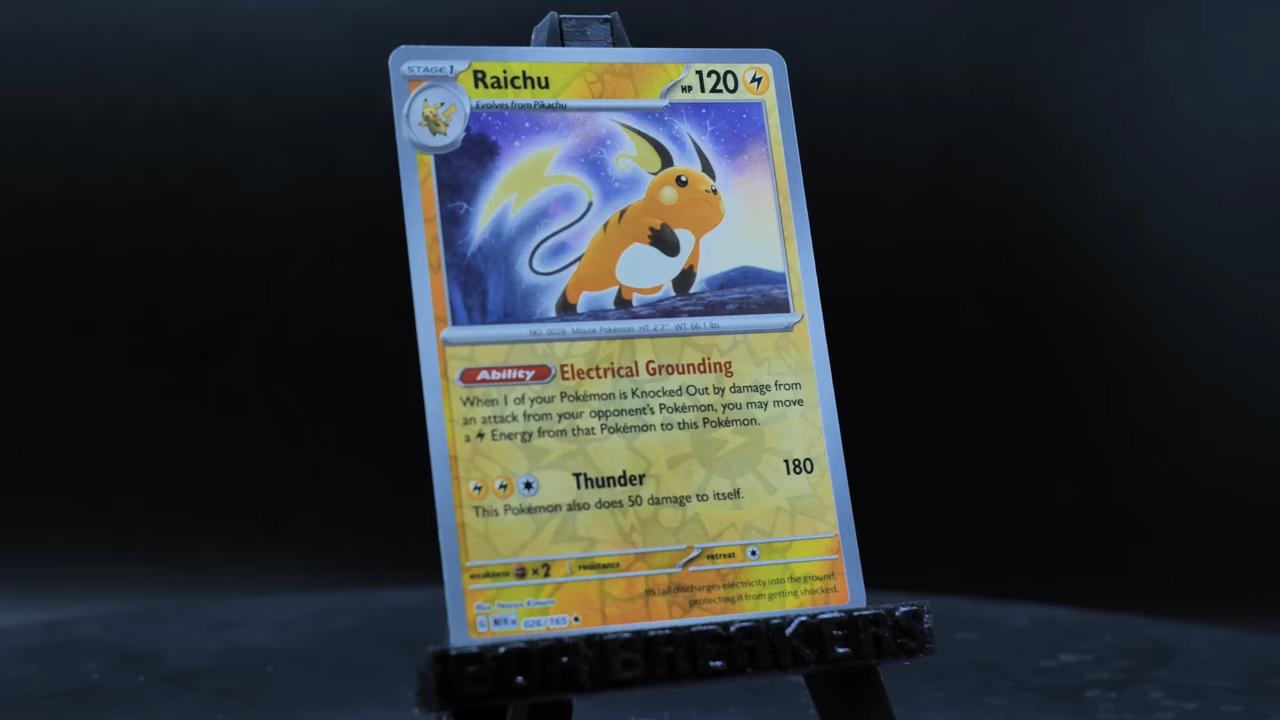 STAGE 1
Raichu
HP 120
Evolves from Pikachu
NO. 0026 Mouse Pokémon HT: 2'7" WT: 66.1 lbs
Ability Electrical Grounding
When 1 of your Pokémon is Knocked Out by damage from
an attack from your opponent's Pokémon, you may move
a Energy from that Pokémon to this Pokémon.
Thunder 180
This Pokémon also does 50 damage to itself.
weakness ×2 resistance retreat
Its tail discharges electricity into the ground,
protecting it from getting shocked.
Illus.
G MEW EN 026/165
BREAKERS